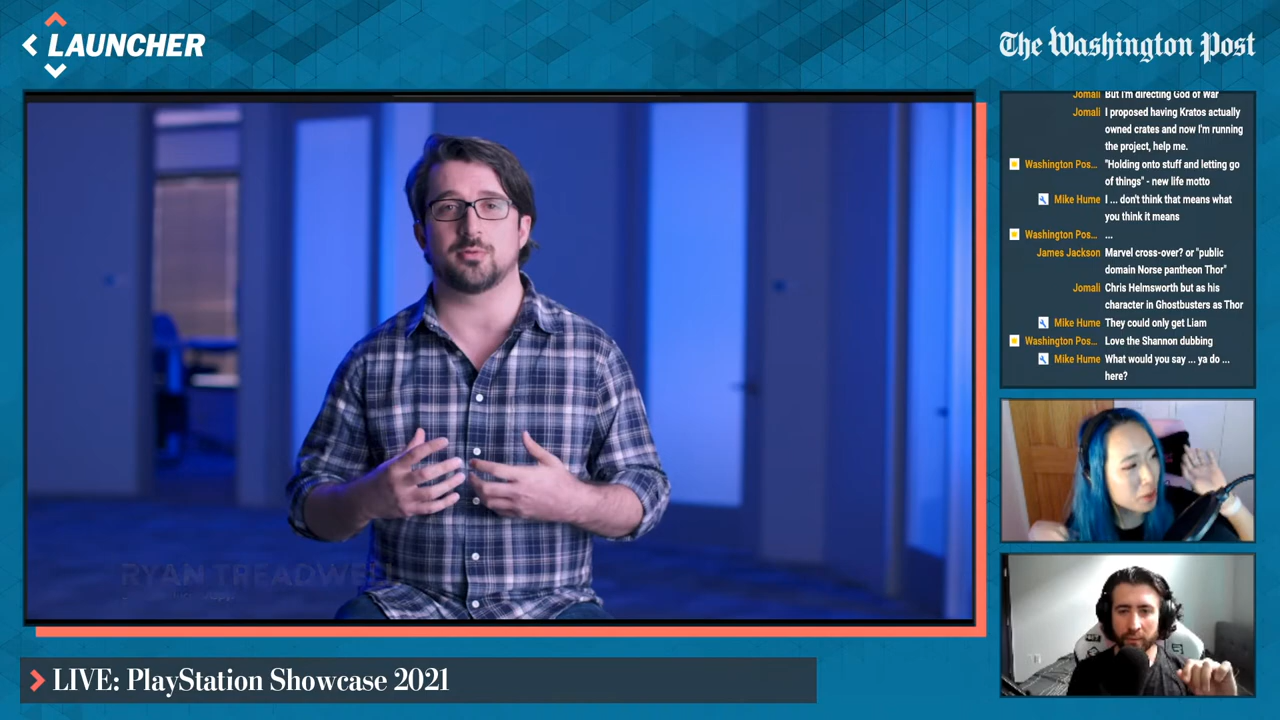 LAUNCHER
The Washington Post
Jomali But I'm directing God of War
Jomali I proposed having Kratos actually
owned crates and now I'm running
the project, help me.
Washington Pos... "Holding onto stuff and letting go
of things" - new life motto
Mike Hume I ... don't think that means what
you think it means
Washington Pos... ...
James Jackson Marvel cross-over? or "public
domain Norse pantheon Thor"
Jomali Chris Helmsworth but as his
character in Ghostbusters as Thor
Mike Hume They could only get Liam
Washington Pos... Love the Shannon dubbing
Mike Hume What would you say ... ya do ...
here?
RYAN TREADWELL
LIVE: PlayStation Showcase 2021